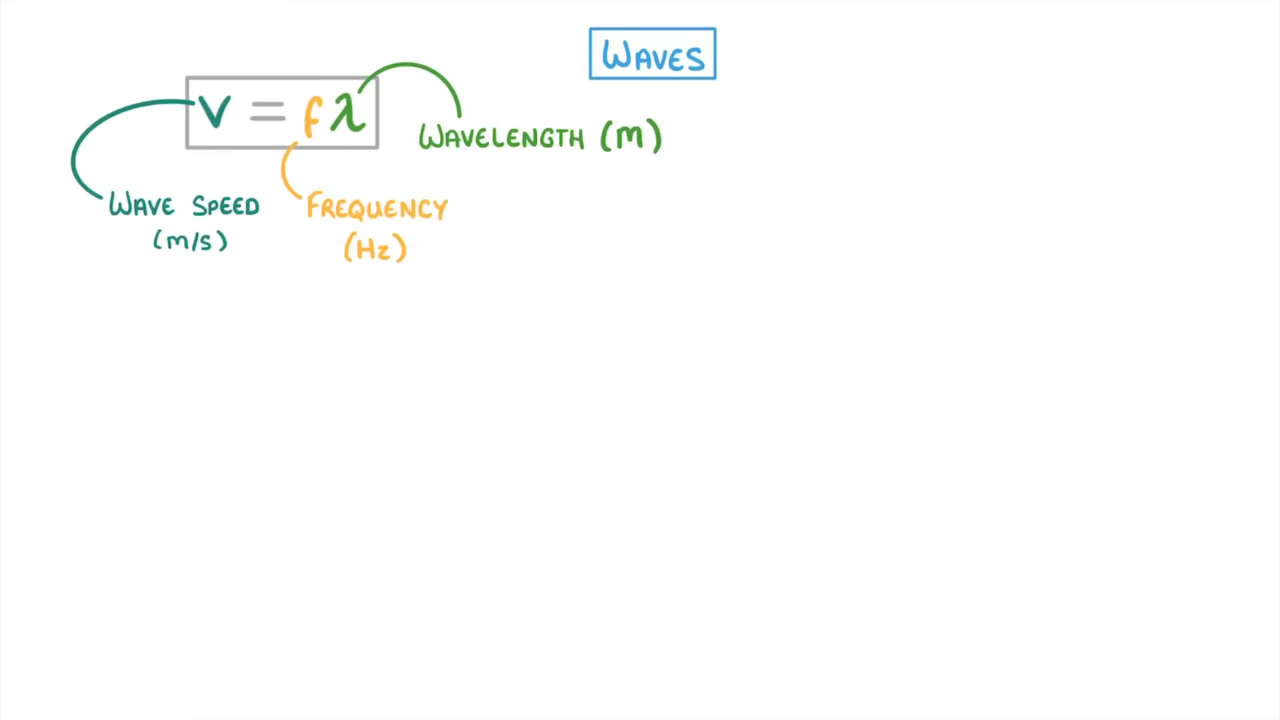 WAVES
v = fλ
WAVELENGTH (m)
WAVE SPEED
(m/s)
FREQUENCY
(Hz)